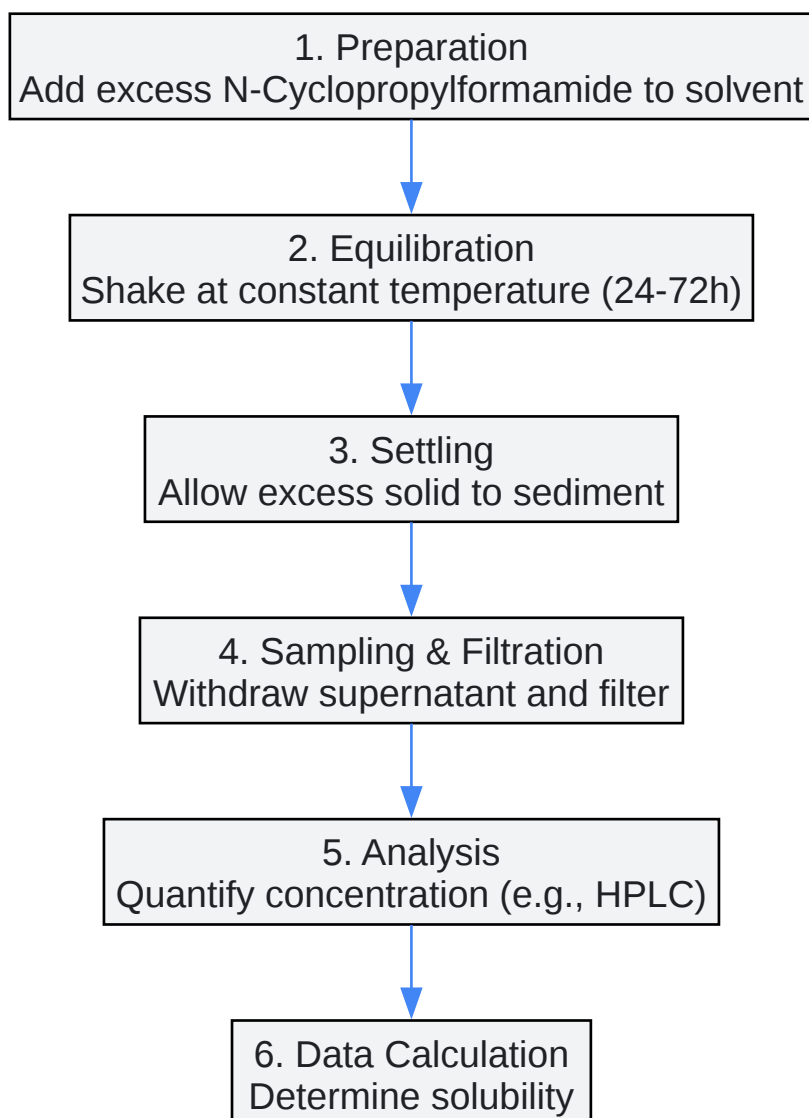 1. Preparation
Add excess N-Cyclopropylformamide to solvent
2. Equilibration
Shake at constant temperature (24-72h)
3. Settling
Allow excess solid to sediment
4. Sampling & Filtration
Withdraw supernatant and filter
5. Analysis
Quantify concentration (e.g., HPLC)
6. Data Calculation
Determine solubility